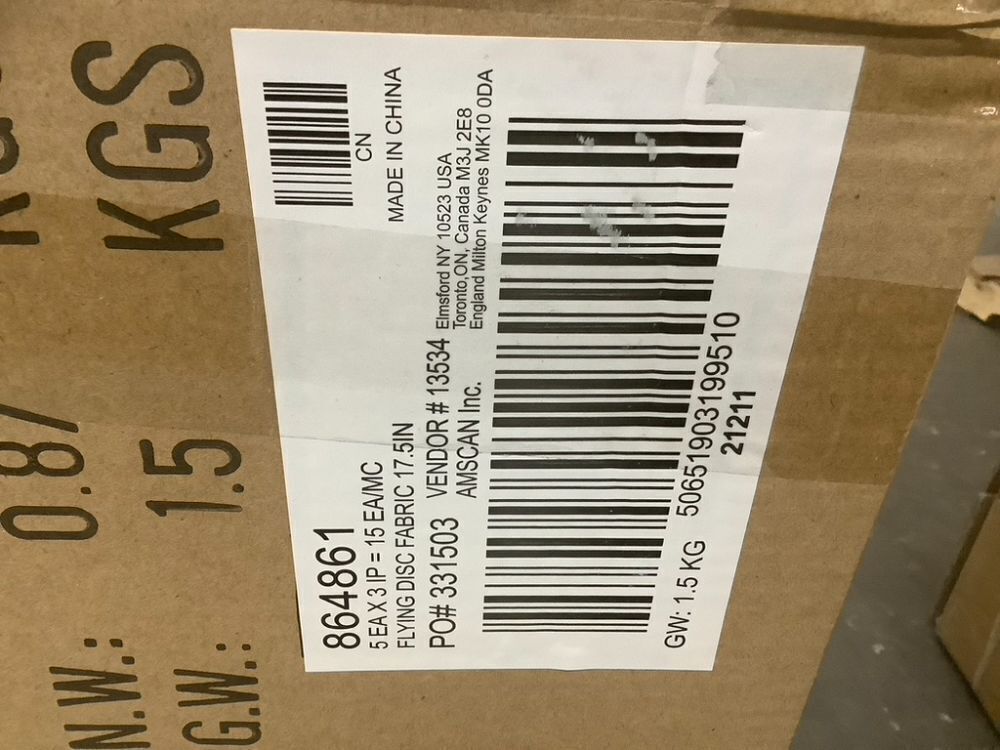 N.W.: 0.8/ KGS
G.W.: 1.5 KGS
864861
5 EA X 3 IP = 15 EA/MC
CN
FLYING DISC FABRIC 17.5IN
MADE IN CHINA
PO# 331503 VENDOR # 13534
AMSCAN Inc.
Elmsford NY 10523 USA
Toronto,ON, Canada M3J 2E8
England Milton Keynes MK10 0DA
GW: 1.5 KG 5065190319951​0
21211